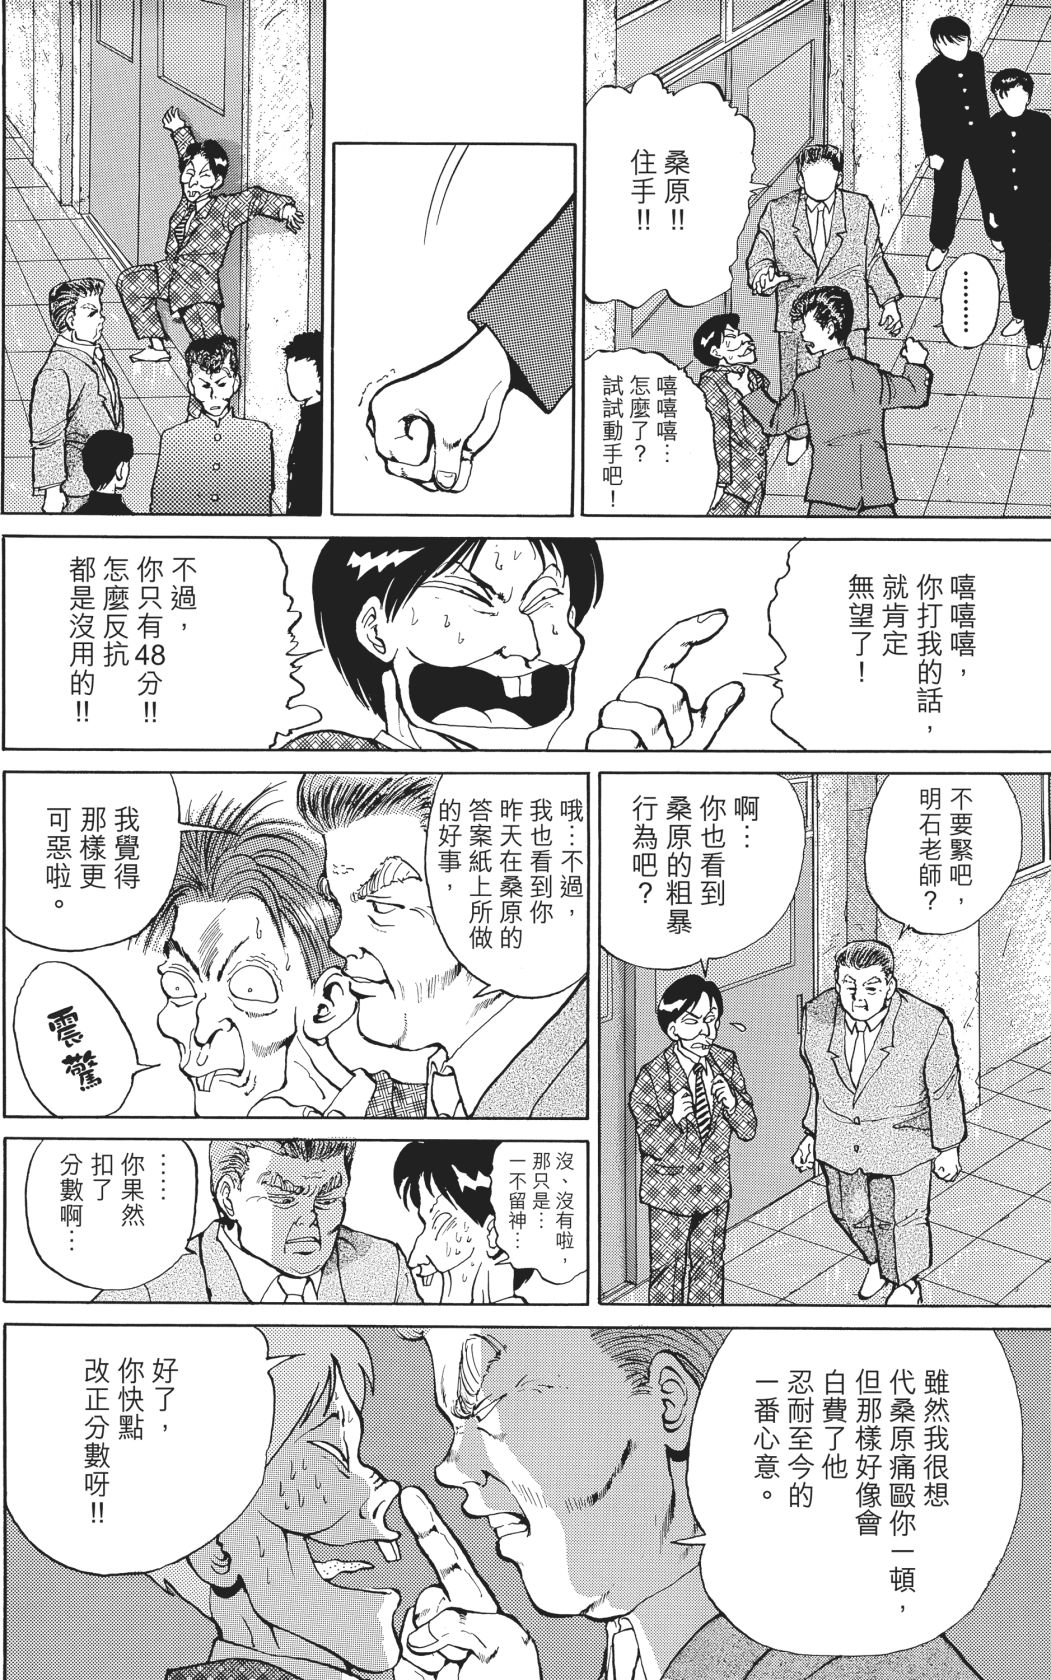 桑原!!
住手!!
………
嘻嘻嘻…
怎麼了?
試試動手吧!
嘻嘻嘻,
你打我的話,
就肯定
無望了!
不過,
你只有48分!!
怎麼反抗
都是沒用的!!
不要緊吧,
明石老師?
啊…
你也看到
桑原的粗暴
行為吧?
哦…不過,
我也看到你
昨天在桑原的
答案紙上所做
的好事,
我覺得
那樣更
可惡啦。
震驚
沒、沒有啦,
那只是…
一不留神…
……
你果然
扣了
分數啊…
雖然我很想
代桑原痛毆你一頓,
但那樣好像會
白費了他
忍耐至今的
一番心意。
好了,
你快點
改正分數呀!!